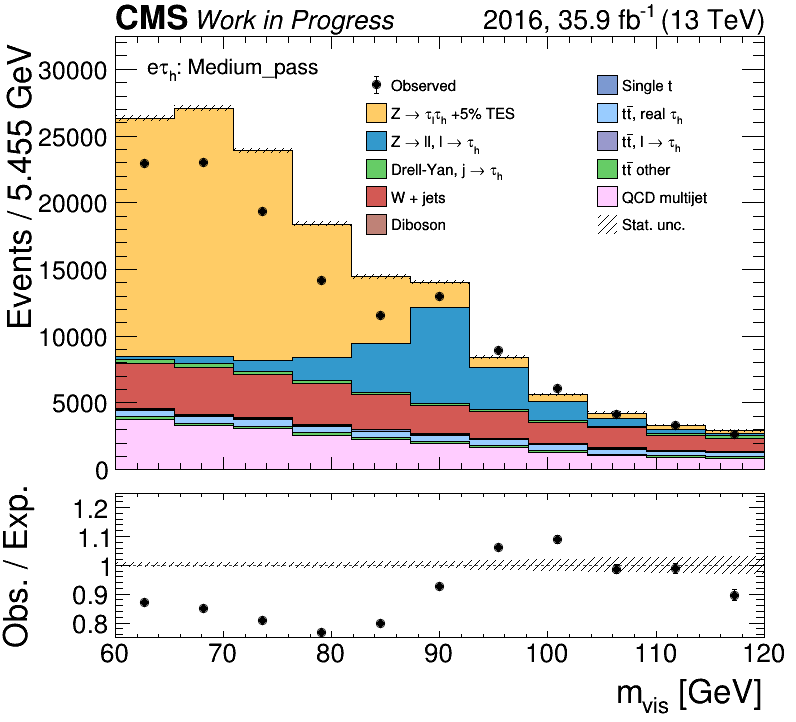 CMS Work in Progress 2016, 35.9 fb⁻¹ (13 TeV)
Events / 5.455 GeV
30000
25000
20000
15000
10000
5000
0
eτₕ: Medium_pass
Observed
Z → τₗτₕ +5% TES
Z → ll, l → τₕ
Drell-Yan, j → τₕ
W + jets
Diboson
Single t
tt̄, real τₕ
tt̄, l → τₕ
tt̄ other
QCD multijet
Stat. unc.
Obs. / Exp.
1.2
1.1
1
0.9
0.8
60 70 80 90 100 110 120
m_vis [GeV]